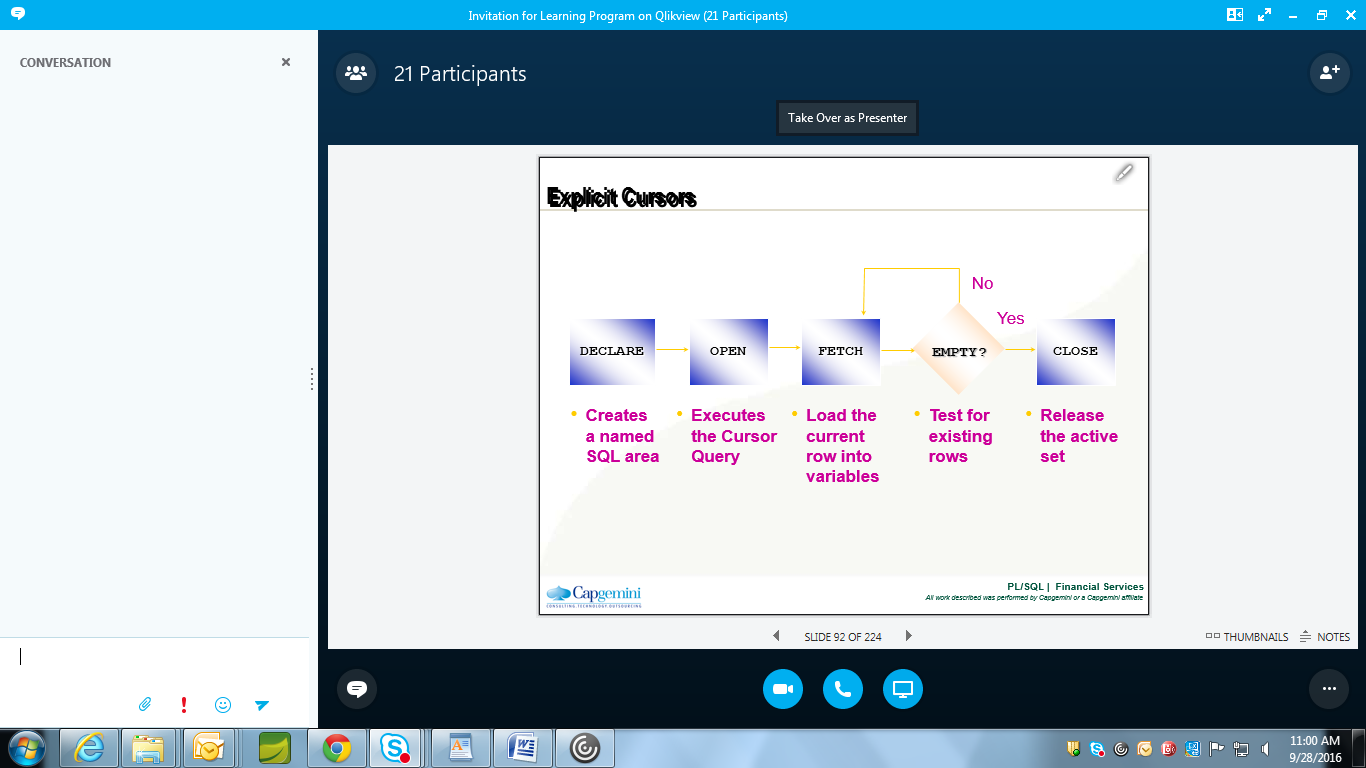 Invitation for Learning Program on Qlikview (21 Participants)
CONVERSATION
21 Participants
Take Over as Presenter
Explicit Cursors
No
Yes
DECLARE
OPEN
FETCH
EMPTY?
CLOSE
• Creates
a named
SQL area
• Executes
the Cursor
Query
• Load the
current
row into
variables
• Test for
existing
rows
• Release
the active
set
Capgemini
CONSULTING.TECHNOLOGY.OUTSOURCING
PL/SQL | Financial Services
All work described was performed by Capgemini or a Capgemini affiliate
SLIDE 92 OF 224
THUMBNAILS
NOTES
11:00 AM
9/28/2016